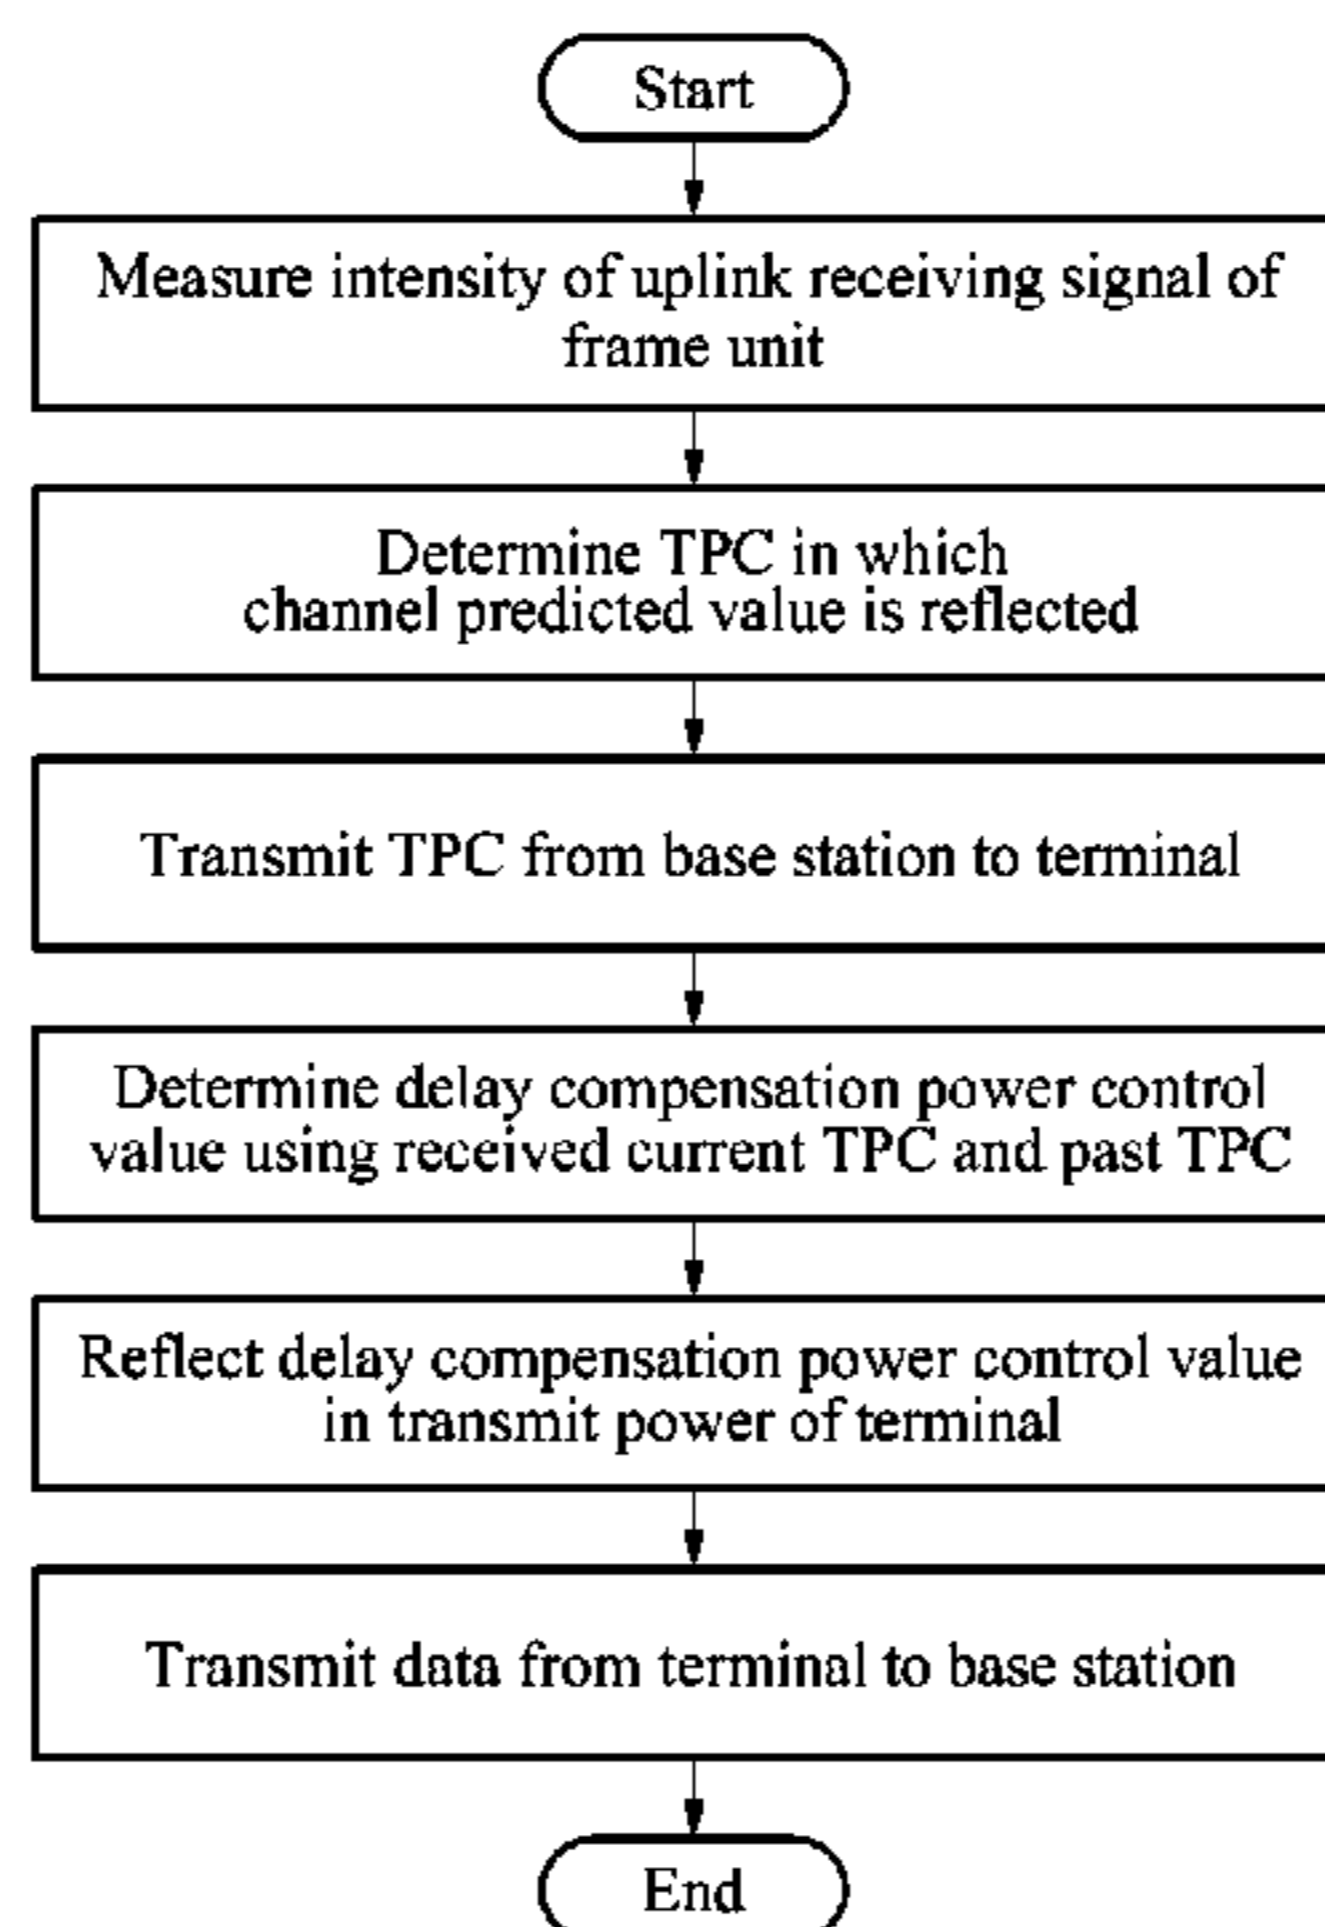 Start
Measure intensity of uplink receiving signal of
frame unit
Determine TPC in which
channel predicted value is reflected
Transmit TPC from base station to terminal
Determine delay compensation power control
value using received current TPC and past TPC
Reflect delay compensation power control value
in transmit power of terminal
Transmit data from terminal to base station
End